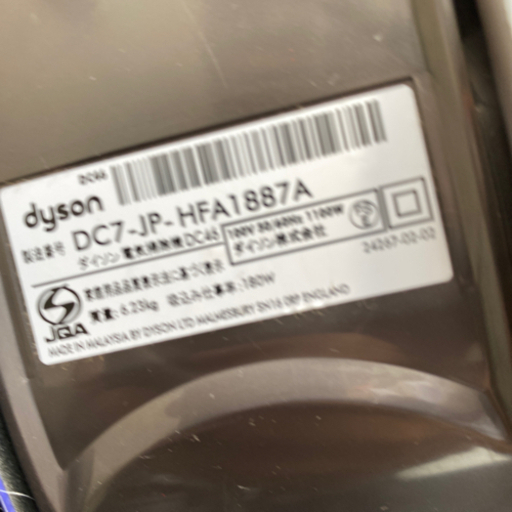 DC46
dyson
製造番号 DC7-JP-HFA1887A
ダイソン 電気掃除機 DC46
100V 50/60Hz 1100W
ダイソン株式会社
24267-02-02
家庭用品品質表示法に基づく表示
質量: 6.25kg 吸込み仕事率: 180W
JQA
MADE IN MALAYSIA BY DYSON LTD MALMESBURY SN16 0RP ENGLAND